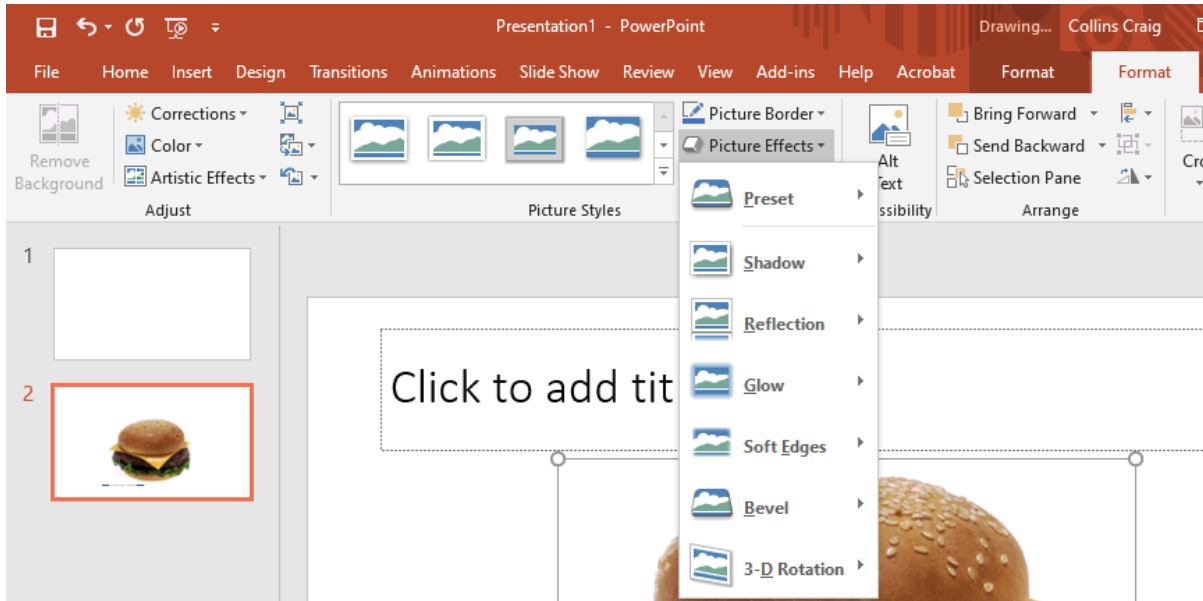 Presentation1 - PowerPoint
Drawing... Collins Craig
File Home Insert Design Transitions Animations Slide Show Review View Add-ins Help Acrobat Format Format
Remove
Background
Corrections
Color
Artistic Effects
Adjust
Picture Styles
Picture Border
Picture Effects
Preset
Shadow
Reflection
Glow
Soft Edges
Bevel
3-D Rotation
Alt
Text
ssibility
Bring Forward
Send Backward
Selection Pane
Arrange
Cro
1
2
Click to add tit